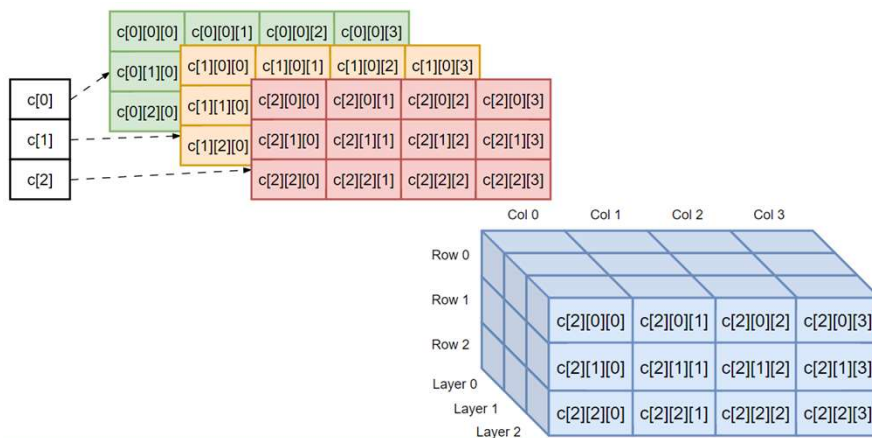 c[0][0][0] c[0][0][1] c[0][0][2] c[0][0][3]
c[0][1][0] c[1][0][0] c[1][0][1] c[1][0][2] c[1][0][3]
c[0] c[0][2][0] c[1][1][0] c[2][0][0] c[2][0][1] c[2][0][2] c[2][0][3]
c[1] c[1][2][0] c[2][1][0] c[2][1][1] c[2][1][2] c[2][1][3]
c[2] c[2][2][0] c[2][2][1] c[2][2][2] c[2][2][3]
Col 0 Col 1 Col 2 Col 3
Row 0
Row 1
c[2][0][0] c[2][0][1] c[2][0][2] c[2][0][3]
Row 2
c[2][1][0] c[2][1][1] c[2][1][2] c[2][1][3]
Layer 0
Layer 1
c[2][2][0] c[2][2][1] c[2][2][2] c[2][2][3]
Layer 2